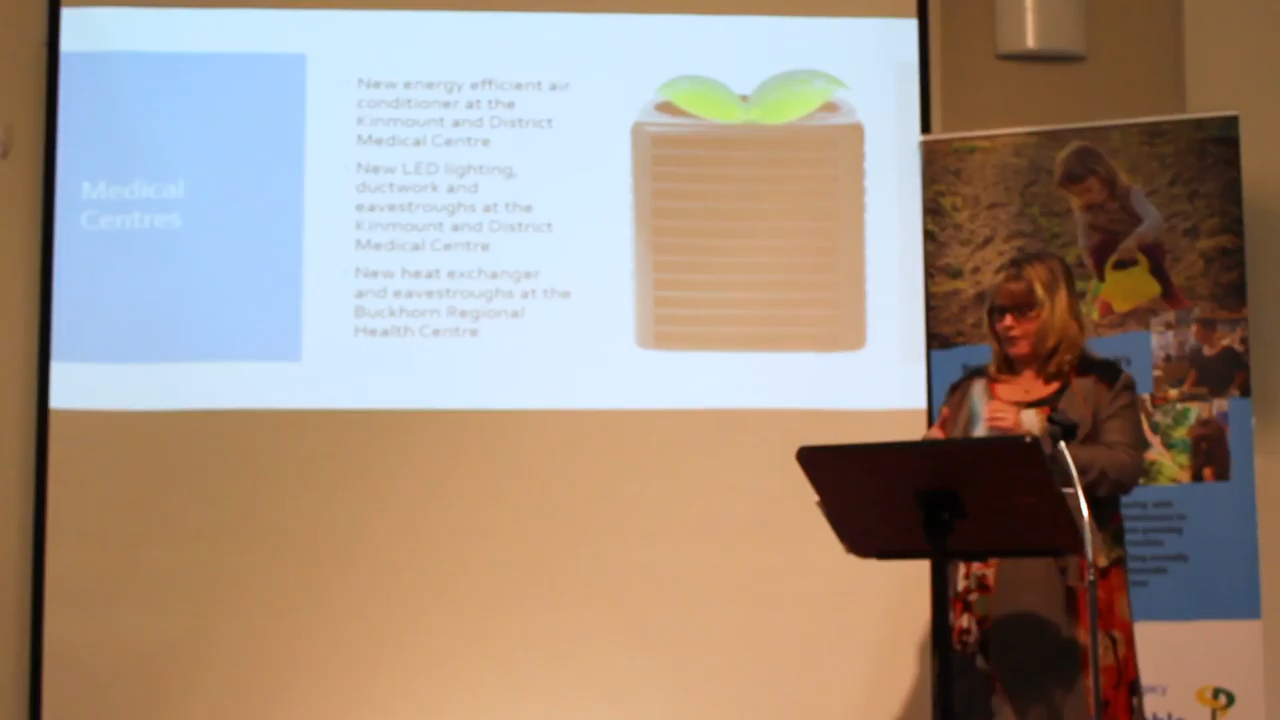 Medical
Centres
New energy efficient air
conditioner at the
Kinmount and District
Medical Centre
New LED lighting,
ductwork and
eavestroughs at the
Kinmount and District
Medical Centre
New heat exchanger
and eavestroughs at the
Buckhorn Regional
Health Centre